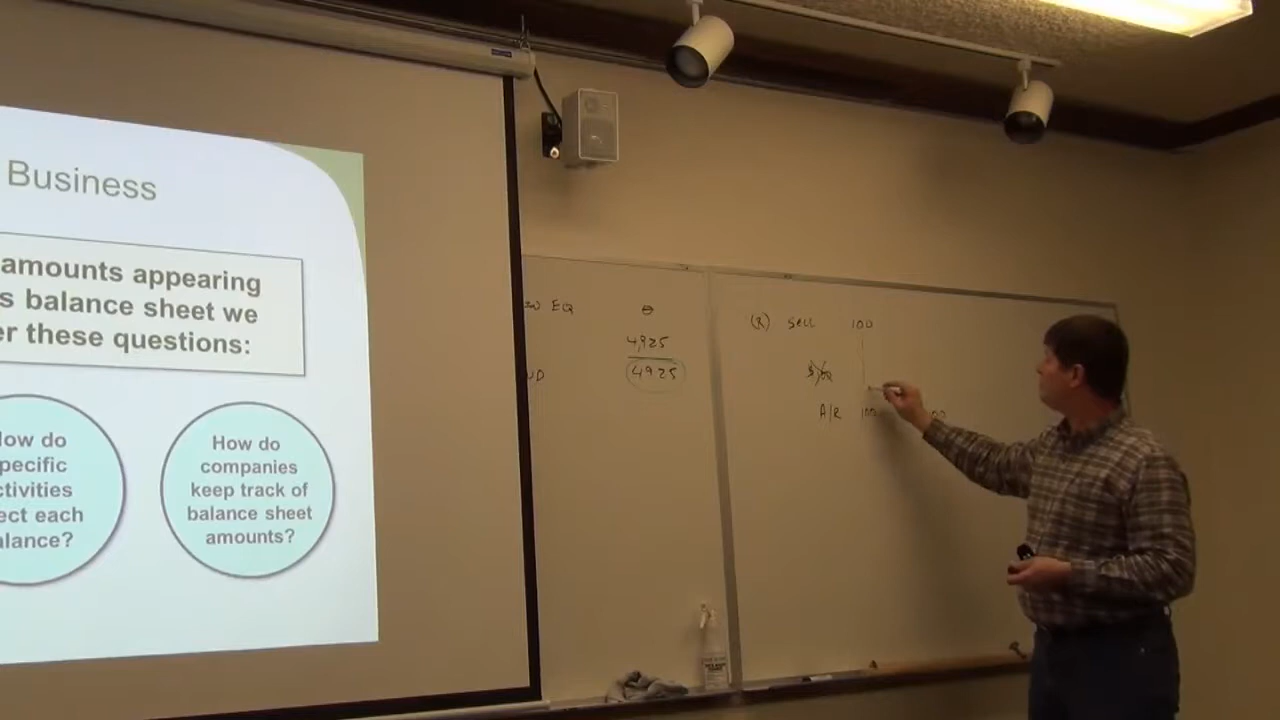 Business
amounts appearing
s balance sheet we
er these questions:
low do
pecific
ctivities
ect each
alance?
How do
companies
keep track of
balance sheet
amounts?
EQ
4,925
4925
(R) SELL 100
A/R 100